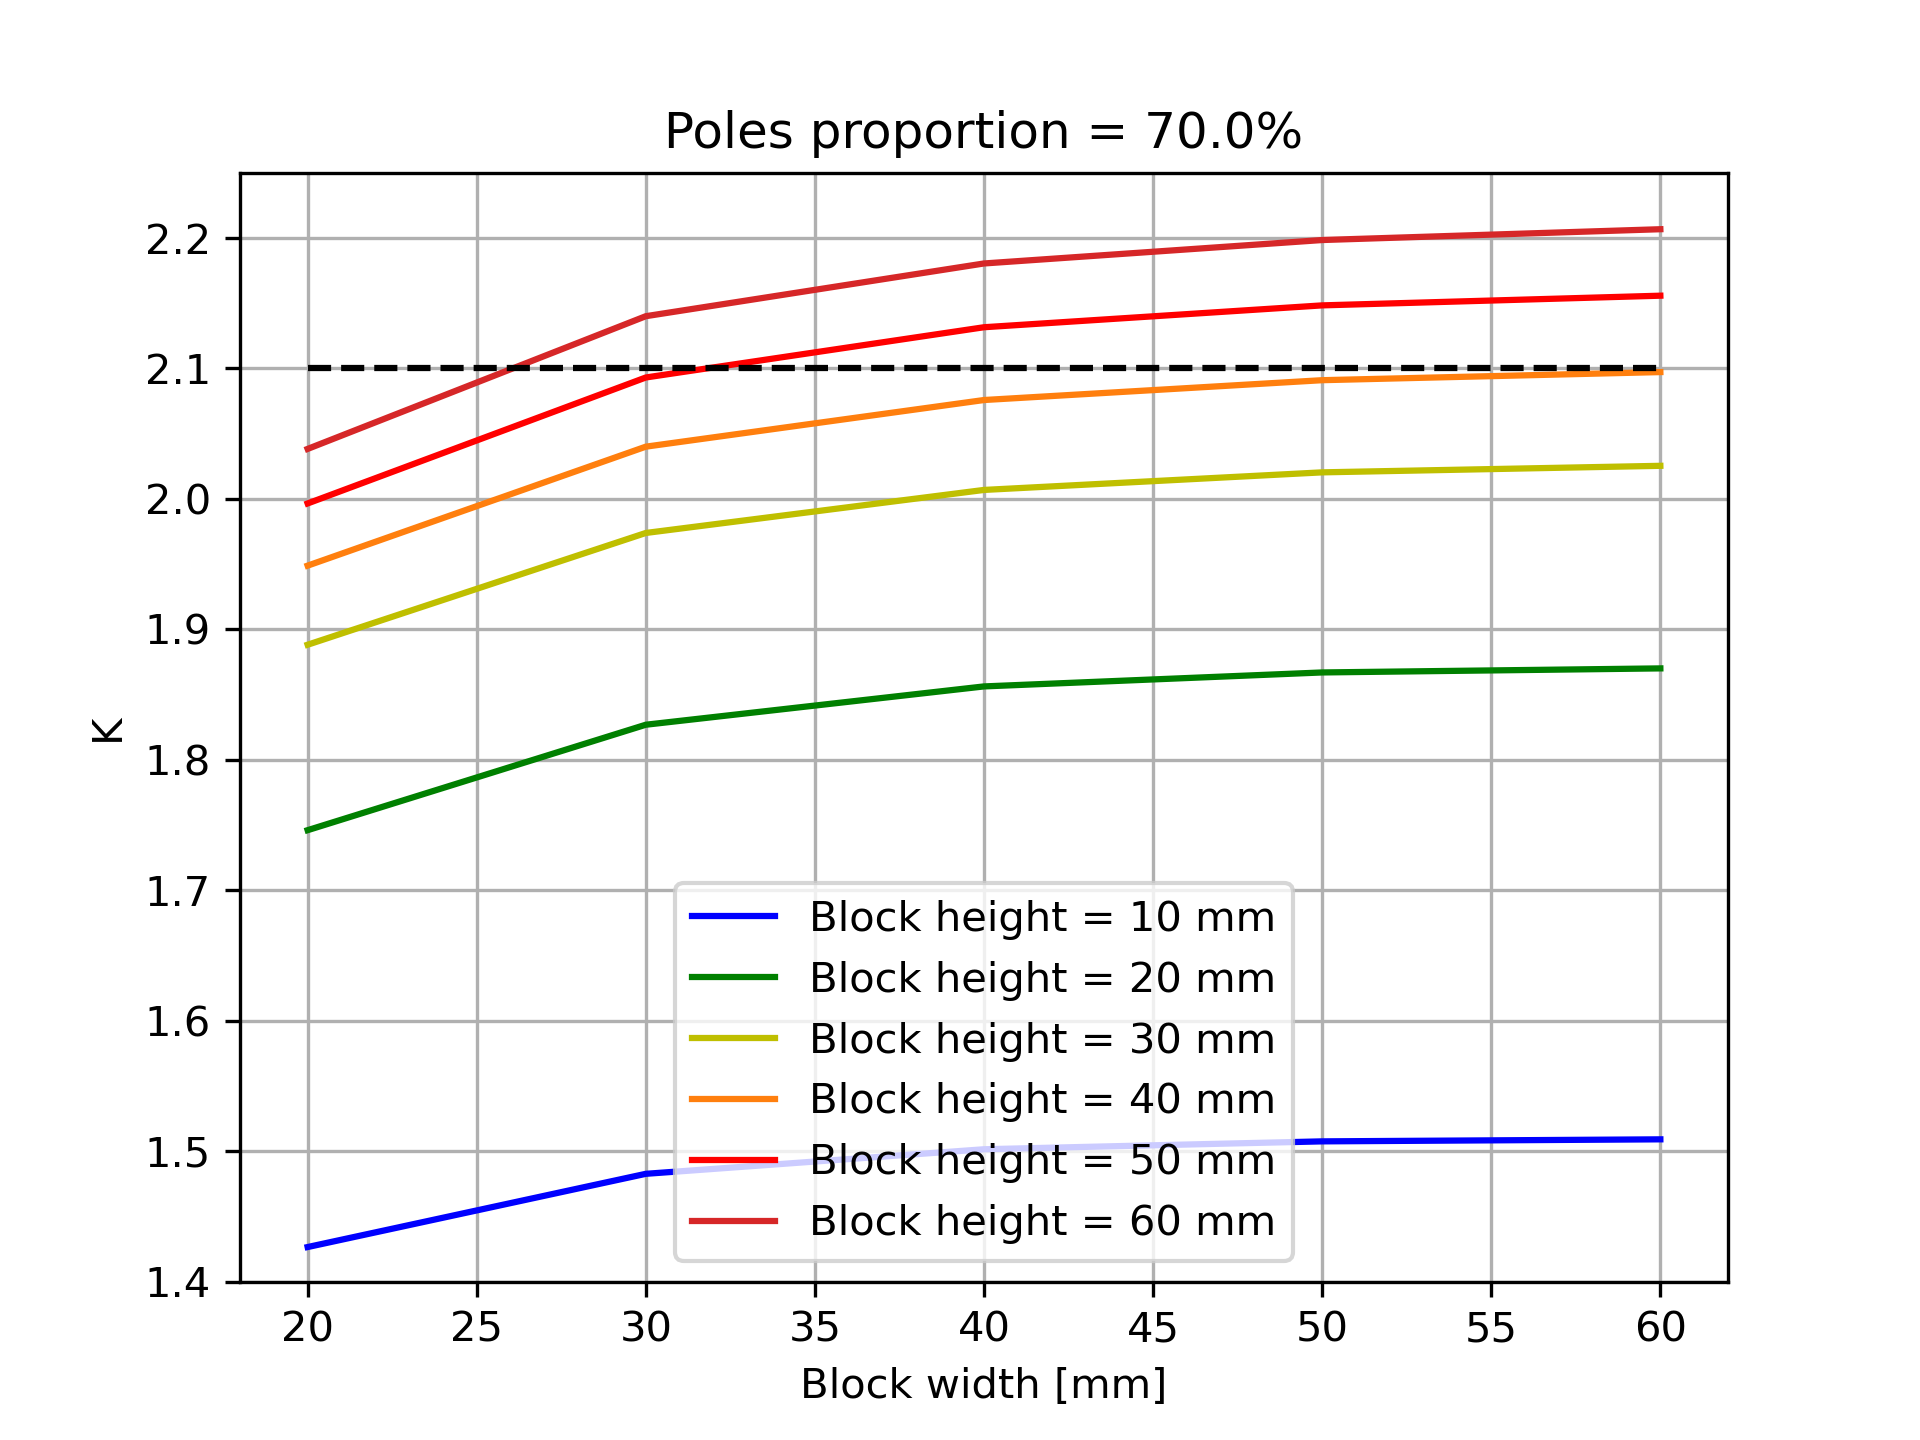 Poles proportion = 70.0%
2.2
2.1
2.0
1.9
1.8
1.7
1.6
1.5
1.4
K
Block height = 10 mm
Block height = 20 mm
Block height = 30 mm
Block height = 40 mm
Block height = 50 mm
Block height = 60 mm
20 25 30 35 40 45 50 55 60
Block width [mm]